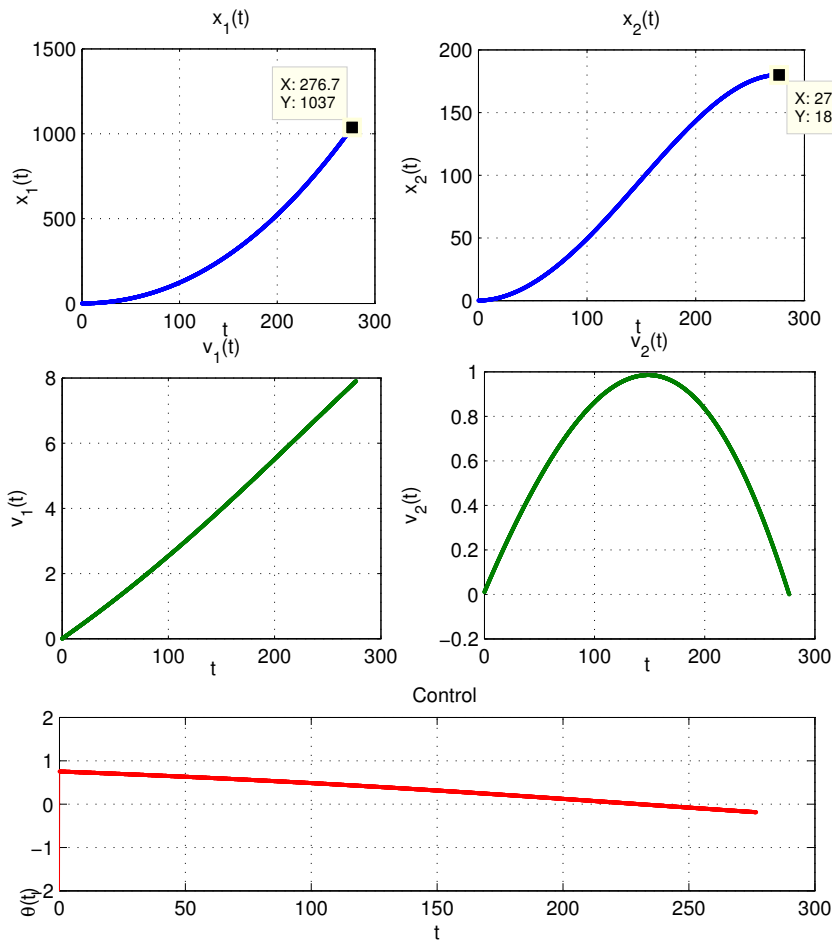 x₁(t)
1500
1000
500
0
0 100 200 300
x₁(t)
t
X: 276.7
Y: 1037
x₂(t)
200
150
100
50
0
0 100 200 300
x₂(t)
t
X: 27
Y: 18
v₁(t)
8
6
4
2
0
0 100 200 300
v₁(t)
t
v₂(t)
1
0.8
0.6
0.4
0.2
0
−0.2
0 100 200 300
v₂(t)
t
Control
2
1
0
−1
−2
0 50 100 150 200 250 300
θ(t)
t